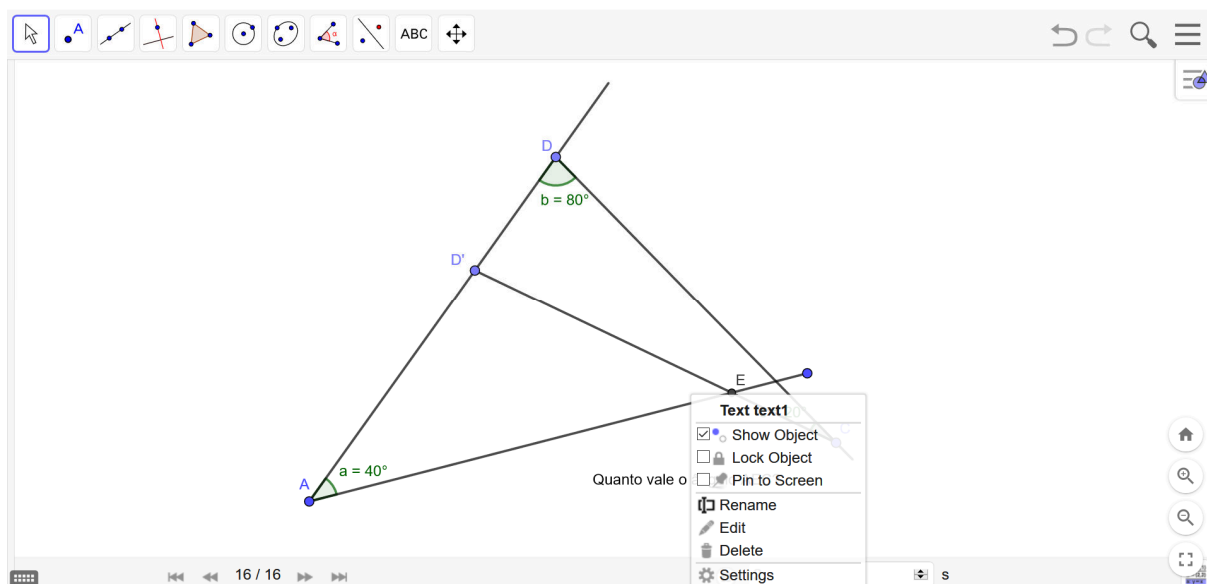 A
ABC
D
b = 80°
D'
E
Text text1
C
Show Object
Lock Object
a = 40°
A
Quanto vale o
Pin to Screen
Rename
Edit
Delete
16 / 16
Settings
s